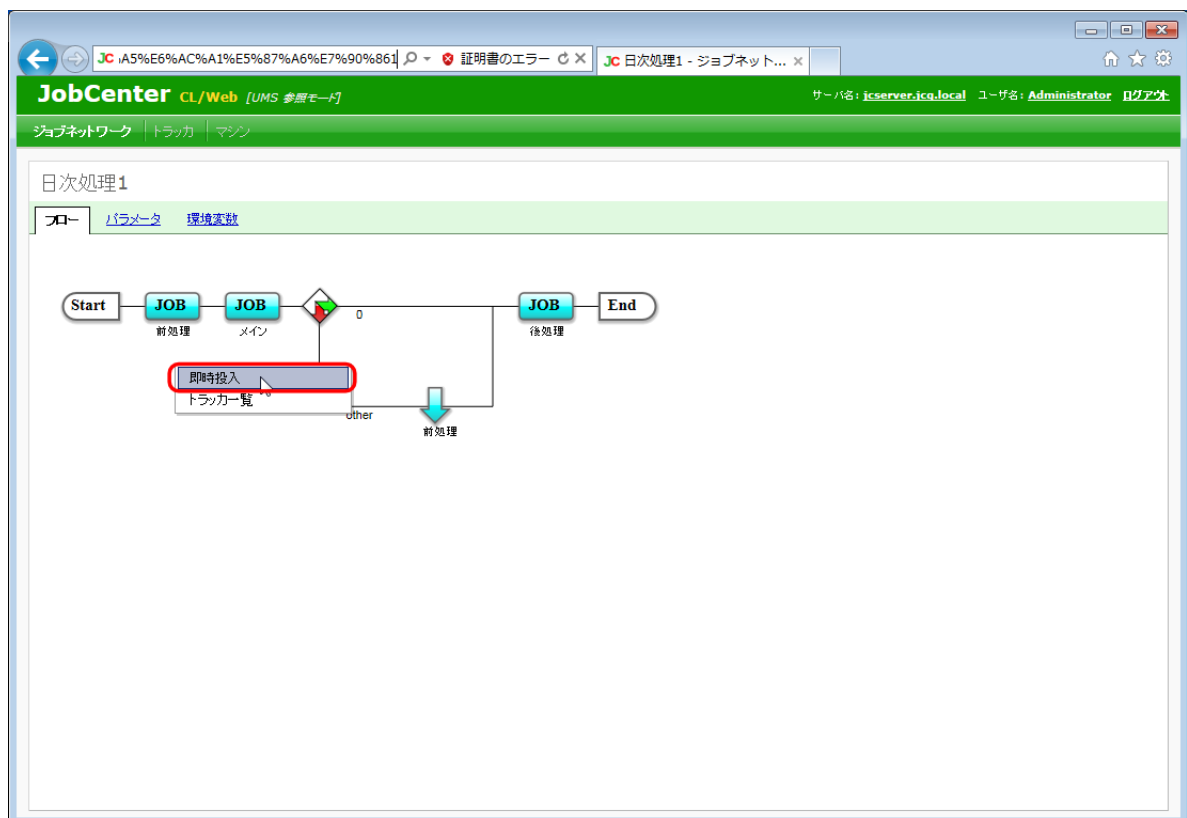 JC iA5%E6%AC%A1%E5%87%A6%E7%90%861 証明書のエラー
JC 日次処理1 - ジョブネット...
JobCenter CL/Web [UMS 参照モード]
サーバ名: jcserver.jcq.local ユーザ名: Administrator ログアウト
ジョブネットワーク トラッカ マシン
日次処理1
フロー パラメータ 環境変数
Start JOB JOB 0 JOB End
前処理 メイン 後処理
即時投入
トラッカ一覧
other
前処理